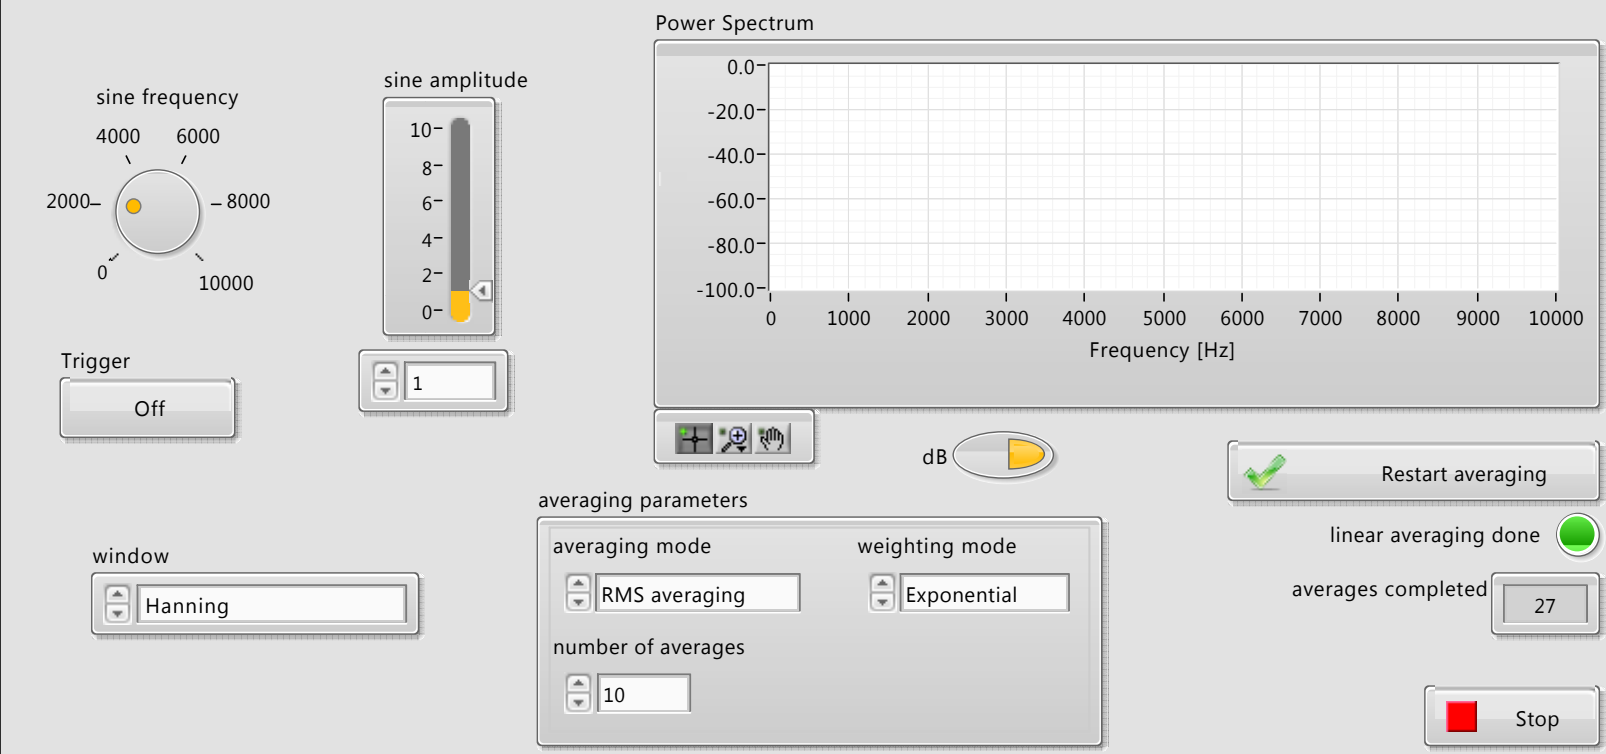 Power Spectrum
0.0
-20.0
-40.0
-60.0
-80.0
-100.0
0 1000 2000 3000 4000 5000 6000 7000 8000 9000 10000
Frequency [Hz]
sine frequency
4000 6000
2000 8000
0 10000
sine amplitude
10
8
6
4
2
0
1
Trigger
Off
dB
Restart averaging
linear averaging done
averages completed 27
window
Hanning
averaging parameters
averaging mode weighting mode
RMS averaging Exponential
number of averages
10
Stop